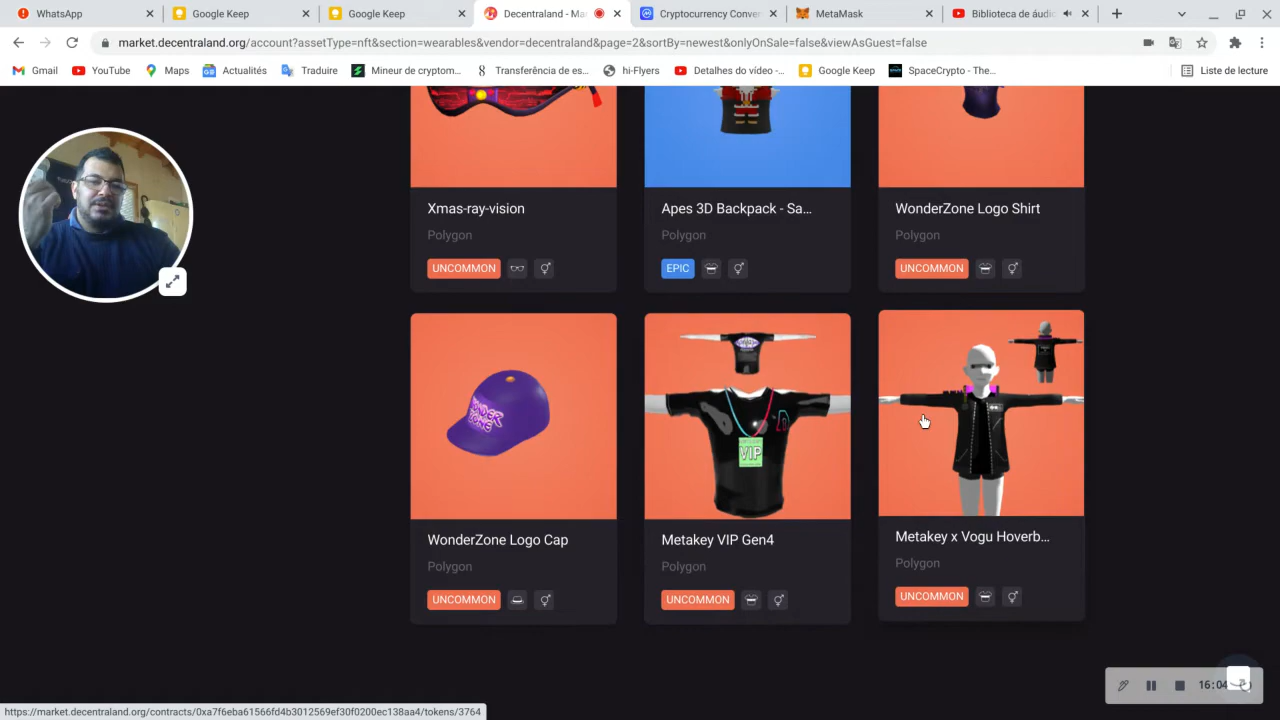 WhatsApp
Google Keep
Google Keep
Decentraland - Ma
Cryptocurrency Conver
MetaMask
Biblioteca de áudio
market.decentraland.org/account?assetType=nft&section=wearables&vendor=decentraland&page=2&sortBy=newest&onlyOnSale=false&viewAsGuest=false
Gmail
YouTube
Maps
Actualités
Traduire
Mineur de cryptom...
Transferência de es...
hi-Flyers
Detalhes do vídeo -...
Google Keep
SpaceCrypto - The...
Liste de lecture
Xmas-ray-vision
Polygon
UNCOMMON
Apes 3D Backpack - Sa...
Polygon
EPIC
WonderZone Logo Shirt
Polygon
UNCOMMON
WONDER
ZONE
WonderZone Logo Cap
Polygon
UNCOMMON
VIP
Metakey VIP Gen4
Polygon
UNCOMMON
Metakey x Vogu Hoverb...
Polygon
UNCOMMON
16:04
https://market.decentraland.org/contracts/0xa7f6eba61566fd4b3012569ef30f0200ec138aa4/tokens/3764